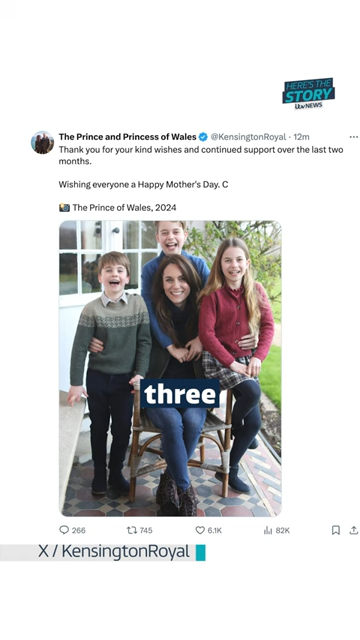 HERE'S THE
STORY
itv NEWS
The Prince and Princess of Wales @KensingtonRoyal · 12m
Thank you for your kind wishes and continued support over the last two
months.
Wishing everyone a Happy Mother's Day. C
📸 The Prince of Wales, 2024
three
266 745 6.1K 82K
X / KensingtonRoyal